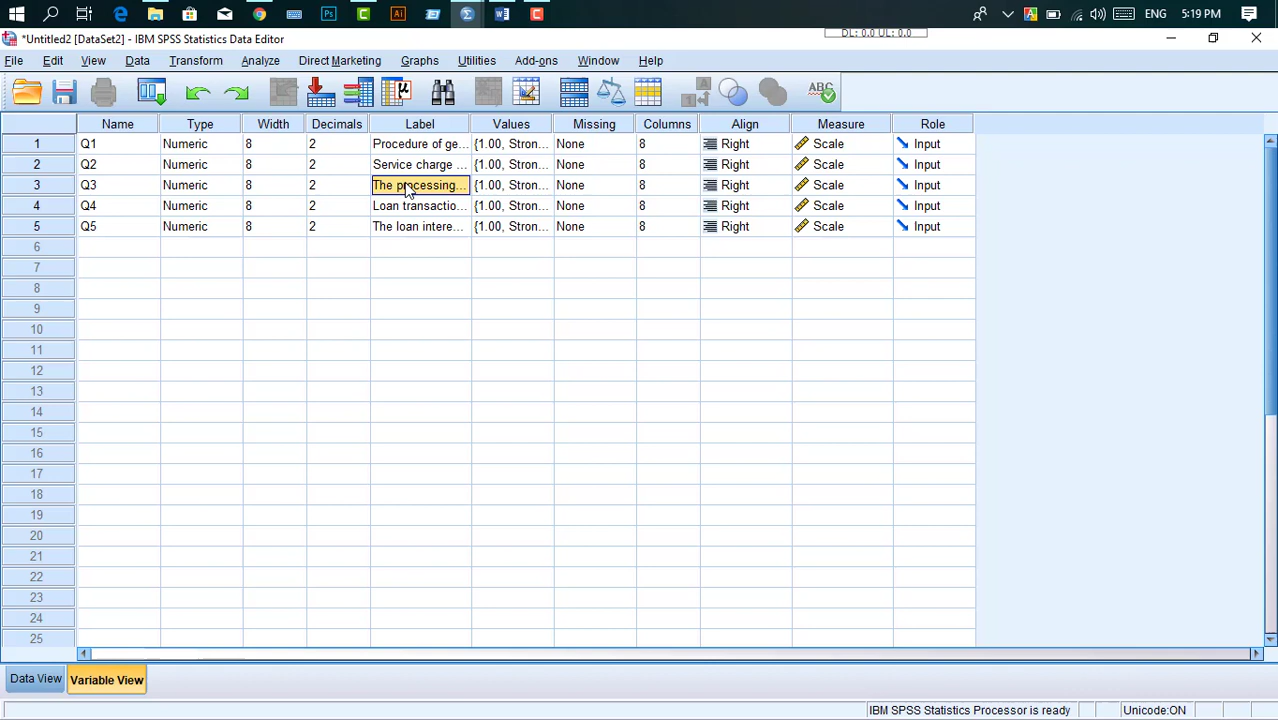 ENG 5:19 PM
*Untitled2 [DataSet2] - IBM SPSS Statistics Data Editor
DL: 0.0 UL: 0.0
File Edit View Data Transform Analyze Direct Marketing Graphs Utilities Add-ons Window Help
Name Type Width Decimals Label Values Missing Columns Align Measure Role
1 Q1 Numeric 8 2 Procedure of ge... {1.00, Stron... None 8 Right Scale Input
2 Q2 Numeric 8 2 Service charge ... {1.00, Stron... None 8 Right Scale Input
3 Q3 Numeric 8 2 The processing... {1.00, Stron... None 8 Right Scale Input
4 Q4 Numeric 8 2 Loan transactio... {1.00, Stron... None 8 Right Scale Input
5 Q5 Numeric 8 2 The loan intere... {1.00, Stron... None 8 Right Scale Input
6
7
8
9
10
11
12
13
14
15
16
17
18
19
20
21
22
23
24
25
Data View Variable View
IBM SPSS Statistics Processor is ready Unicode:ON